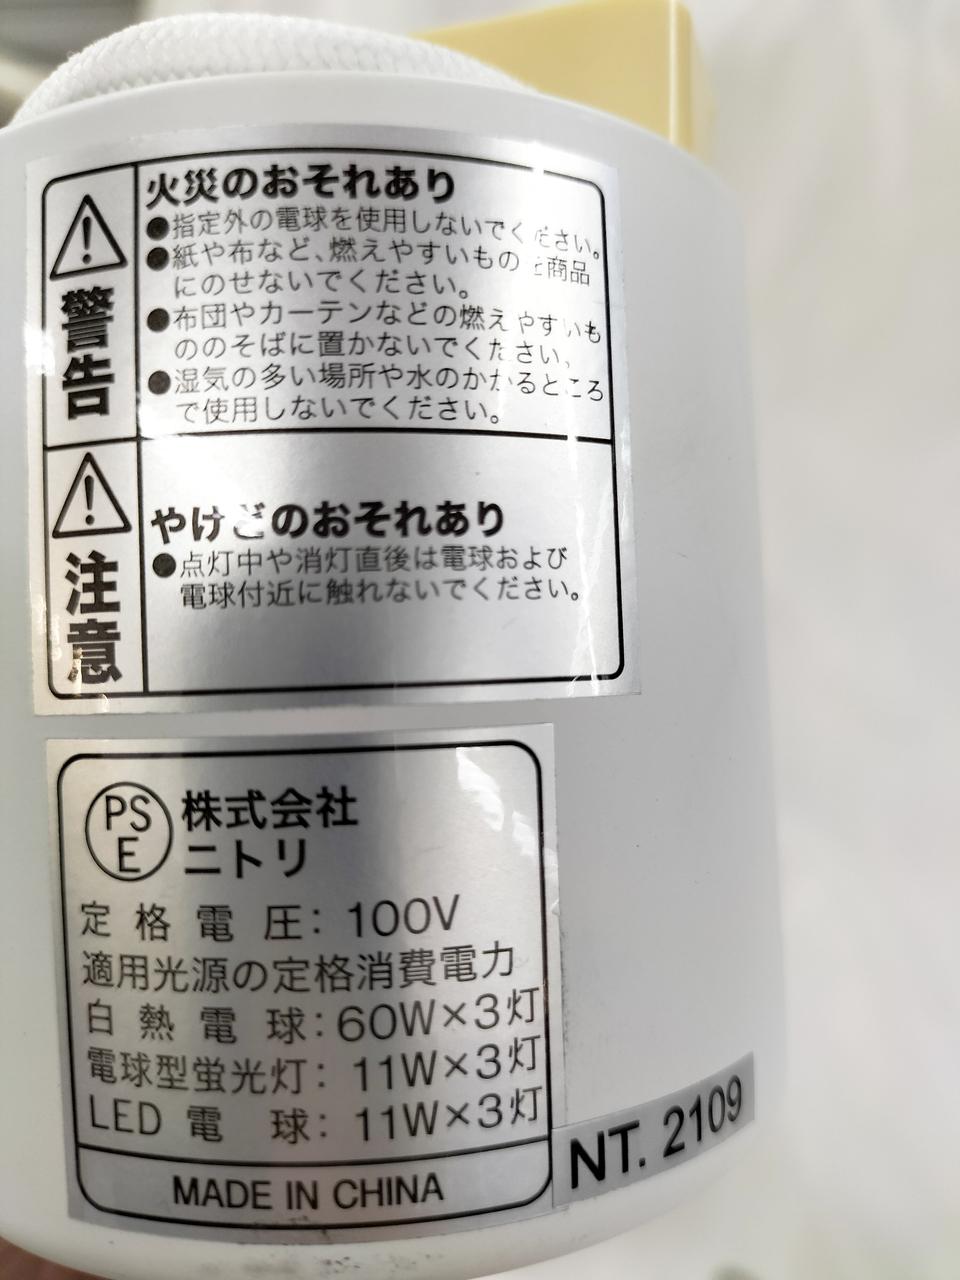 警告
火災のおそれあり
●指定外の電球を使用しないでください。
●紙や布など、燃えやすいものを商品
にのせないでください。
●布団やカーテンなどの燃えやすいも
ののそばに置かないでください。
●湿気の多い場所や水のかかるところ
で使用しないでください。
注意
やけどのおそれあり
●点灯中や消灯直後は電球および
電球付近に触れないでください。
PS
E
株式会社
ニトリ
定格電圧：100V
適用光源の定格消費電力
白熱電球：60W×3灯
電球型蛍光灯：11W×3灯
LED電球：11W×3灯
MADE IN CHINA
NT. 2109